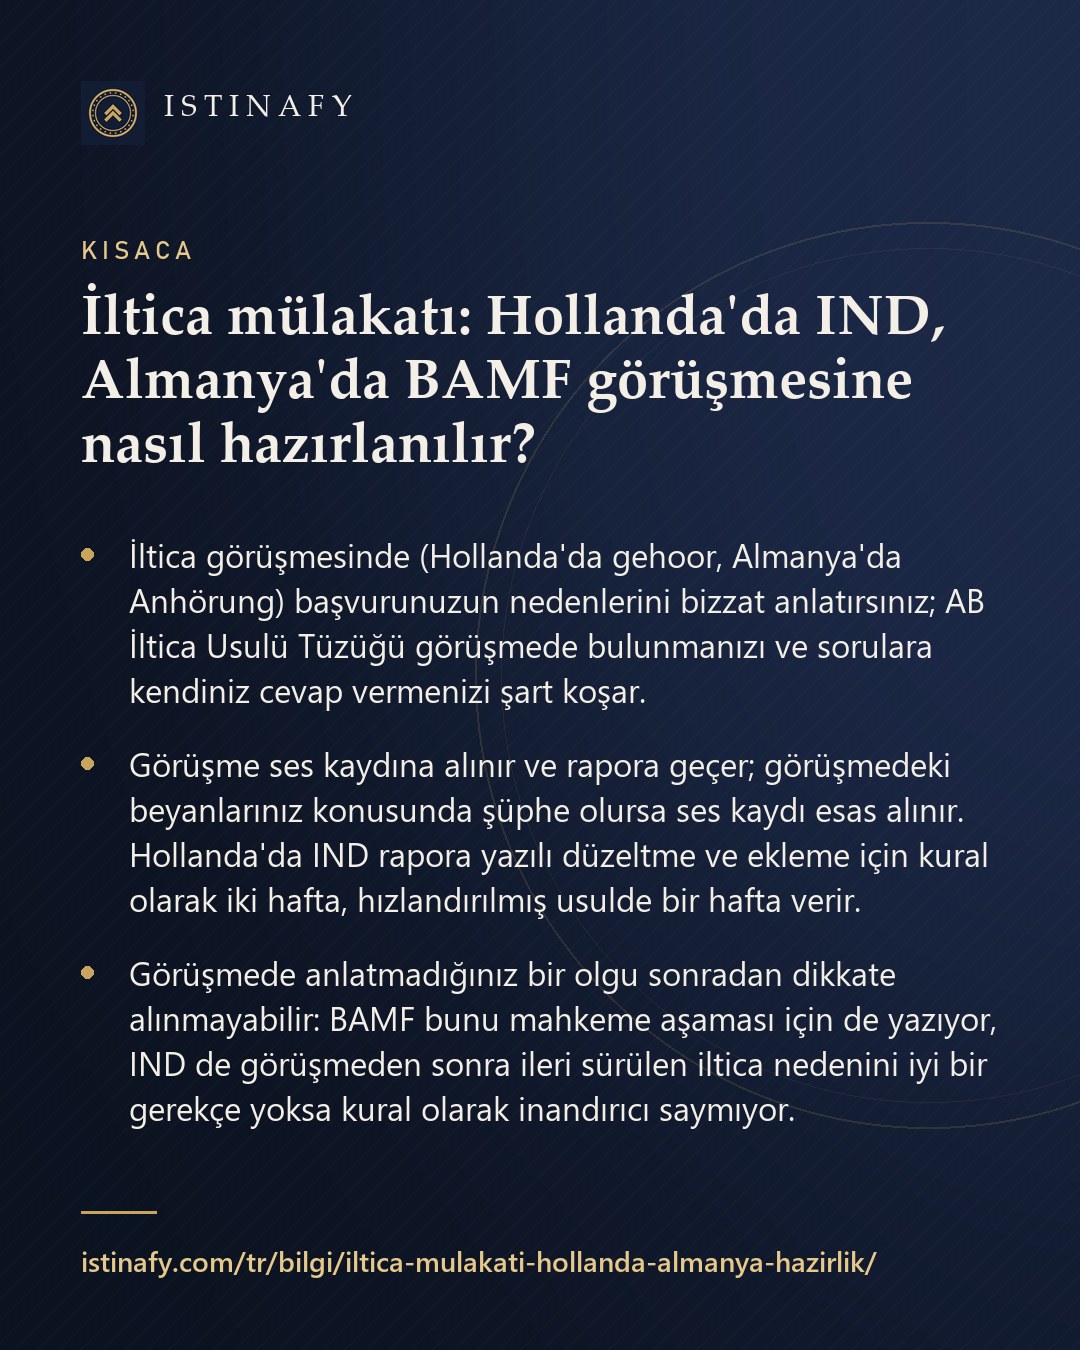 ISTINAFY
KISACA
İltica mülakatı: Hollanda'da IND,
Almanya'da BAMF görüşmesine
nasıl hazırlanılır?
İltica görüşmesinde (Hollanda'da gehoor, Almanya'da
Anhörung) başvurunuzun nedenlerini bizzat anlatırsınız; AB
İltica Usulü Tüzüğü görüşmede bulunmanızı ve sorulara
kendiniz cevap vermenizi şart koşar.
Görüşme ses kaydına alınır ve rapora geçer; görüşmedeki
beyanlarınız konusunda şüphe olursa ses kaydı esas alınır.
Hollanda'da IND rapora yazılı düzeltme ve ekleme için kural
olarak iki hafta, hızlandırılmış usulde bir hafta verir.
Görüşmede anlatmadığınız bir olgu sonradan dikkate
alınmayabilir: BAMF bunu mahkeme aşaması için de yazıyor,
IND de görüşmeden sonra ileri sürülen iltica nedenini iyi bir
gerekçe yoksa kural olarak inandırıcı saymıyor.
istinafy.com/tr/bilgi/iltica-mulakati-hollanda-almanya-hazirlik/